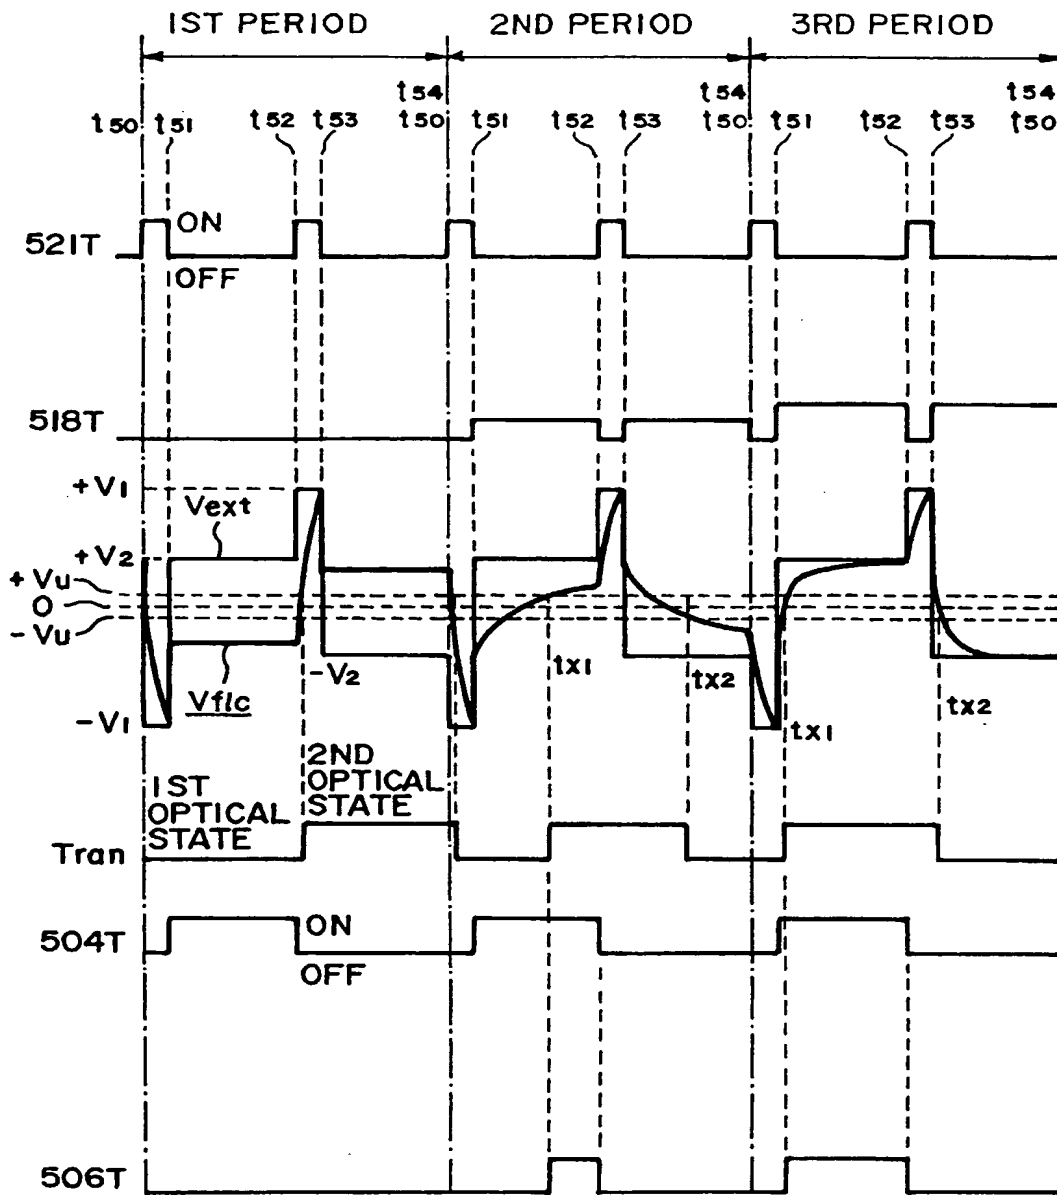 1ST PERIOD 2ND PERIOD 3RD PERIOD
t54 t54 t54
t50 t51 t52 t53 t50 t51 t52 t53 t50 t51 t52 t53 t50
ON
521T
OFF
518T
+V1
Vext
+V2
+Vu
0
-Vu
-V2 tx1 tx2 tx2
Vflc
-V1 tx1
2ND
OPTICAL
STATE
1ST
OPTICAL
STATE
Tran
ON
504T
OFF
506T